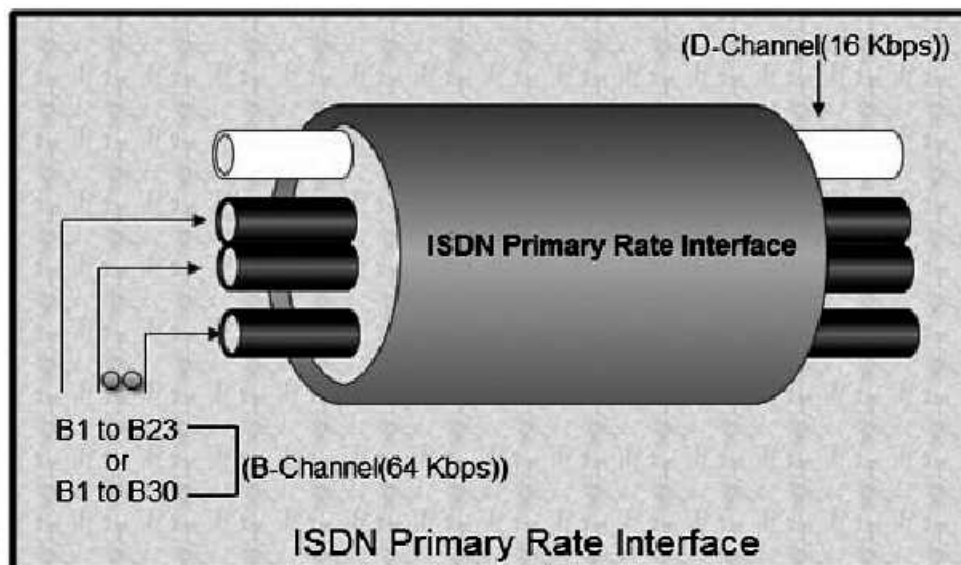 (D-Channel(16 Kbps))
ISDN Primary Rate Interface
B1 to B23
or
B1 to B30
(B-Channel(64 Kbps))
ISDN Primary Rate Interface